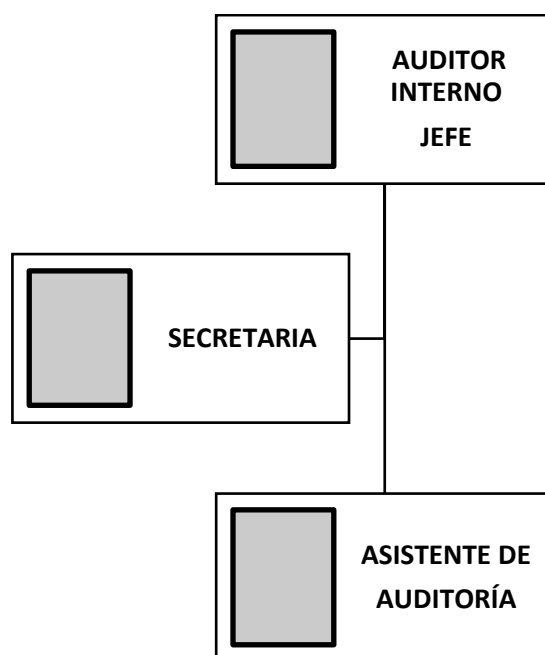 AUDITOR
INTERNO
JEFE
SECRETARIA
ASISTENTE DE
AUDITORÍA